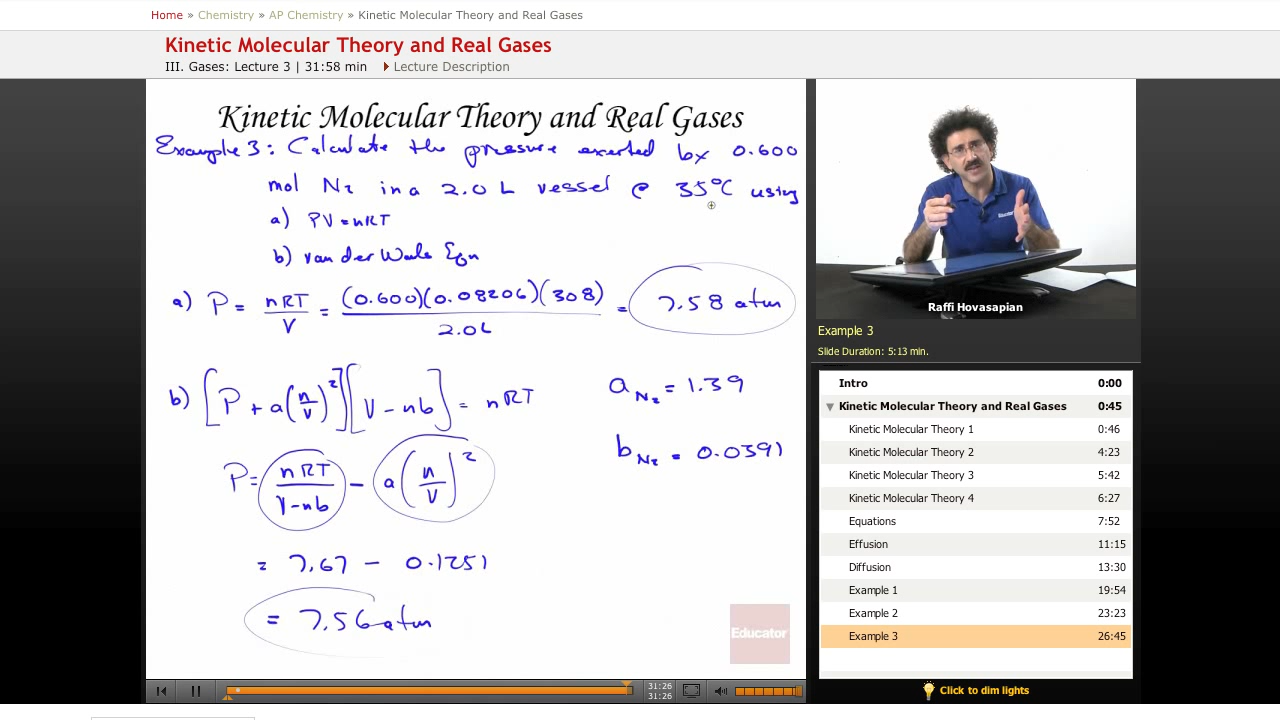 Home » Chemistry » AP Chemistry » Kinetic Molecular Theory and Real Gases
Kinetic Molecular Theory and Real Gases
III. Gases: Lecture 3 | 31:58 min Lecture Description
Kinetic Molecular Theory and Real Gases
Example 3: Calculate the pressure exerted by 0.600
mol N₂ in a 2.0 L vessel @ 35°C using
a) PV = nRT
b) van der Waals Eqn
a) P = nRT/V = (0.600)(0.08206)(308)/2.0L = 7.58 atm
b) [P + a(n/V)²][V - nb] = nRT
a N₂ = 1.39
b N₂ = 0.0391
P = nRT/V-nb - a(n/V)²
= 7.67 - 0.1251
= 7.56 atm
Educator
31:26
31:26
Educator
Raffi Hovasapian
Example 3
Slide Duration: 5:13 min.
Intro 0:00
Kinetic Molecular Theory and Real Gases 0:45
Kinetic Molecular Theory 1 0:46
Kinetic Molecular Theory 2 4:23
Kinetic Molecular Theory 3 5:42
Kinetic Molecular Theory 4 6:27
Equations 7:52
Effusion 11:15
Diffusion 13:30
Example 1 19:54
Example 2 23:23
Example 3 26:45
Click to dim lights